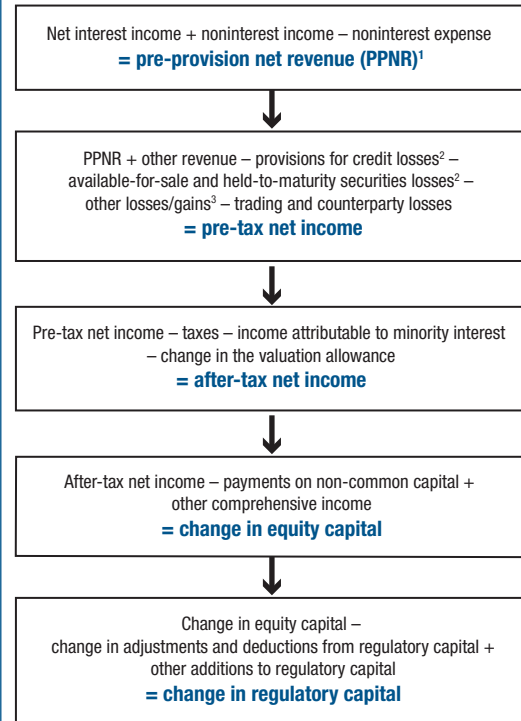 Net interest income + noninterest income – noninterest expense
= pre-provision net revenue (PPNR)¹
PPNR + other revenue – provisions for credit losses² –
available-for-sale and held-to-maturity securities losses² –
other losses/gains³ – trading and counterparty losses
= pre-tax net income
Pre-tax net income – taxes – income attributable to minority interest
– change in the valuation allowance
= after-tax net income
After-tax net income – payments on non-common capital +
other comprehensive income
= change in equity capital
Change in equity capital –
change in adjustments and deductions from regulatory capital +
other additions to regulatory capital
= change in regulatory capital